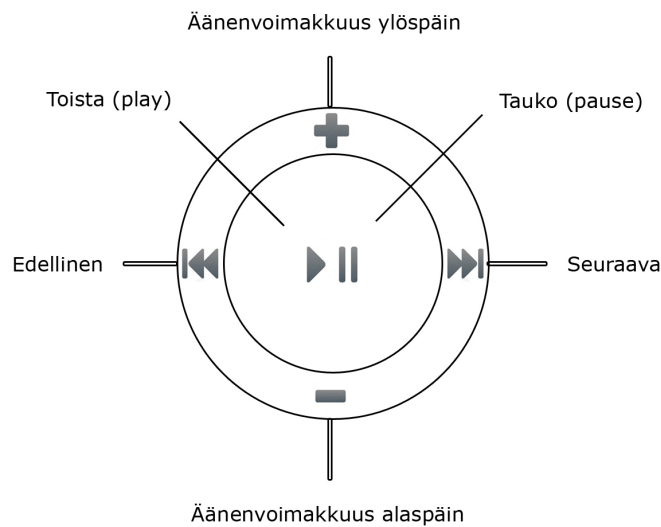 Äänenvoimakkuus ylöspäin
Toista (play)
Tauko (pause)
Edellinen
Seuraava
Äänenvoimakkuus alaspäin